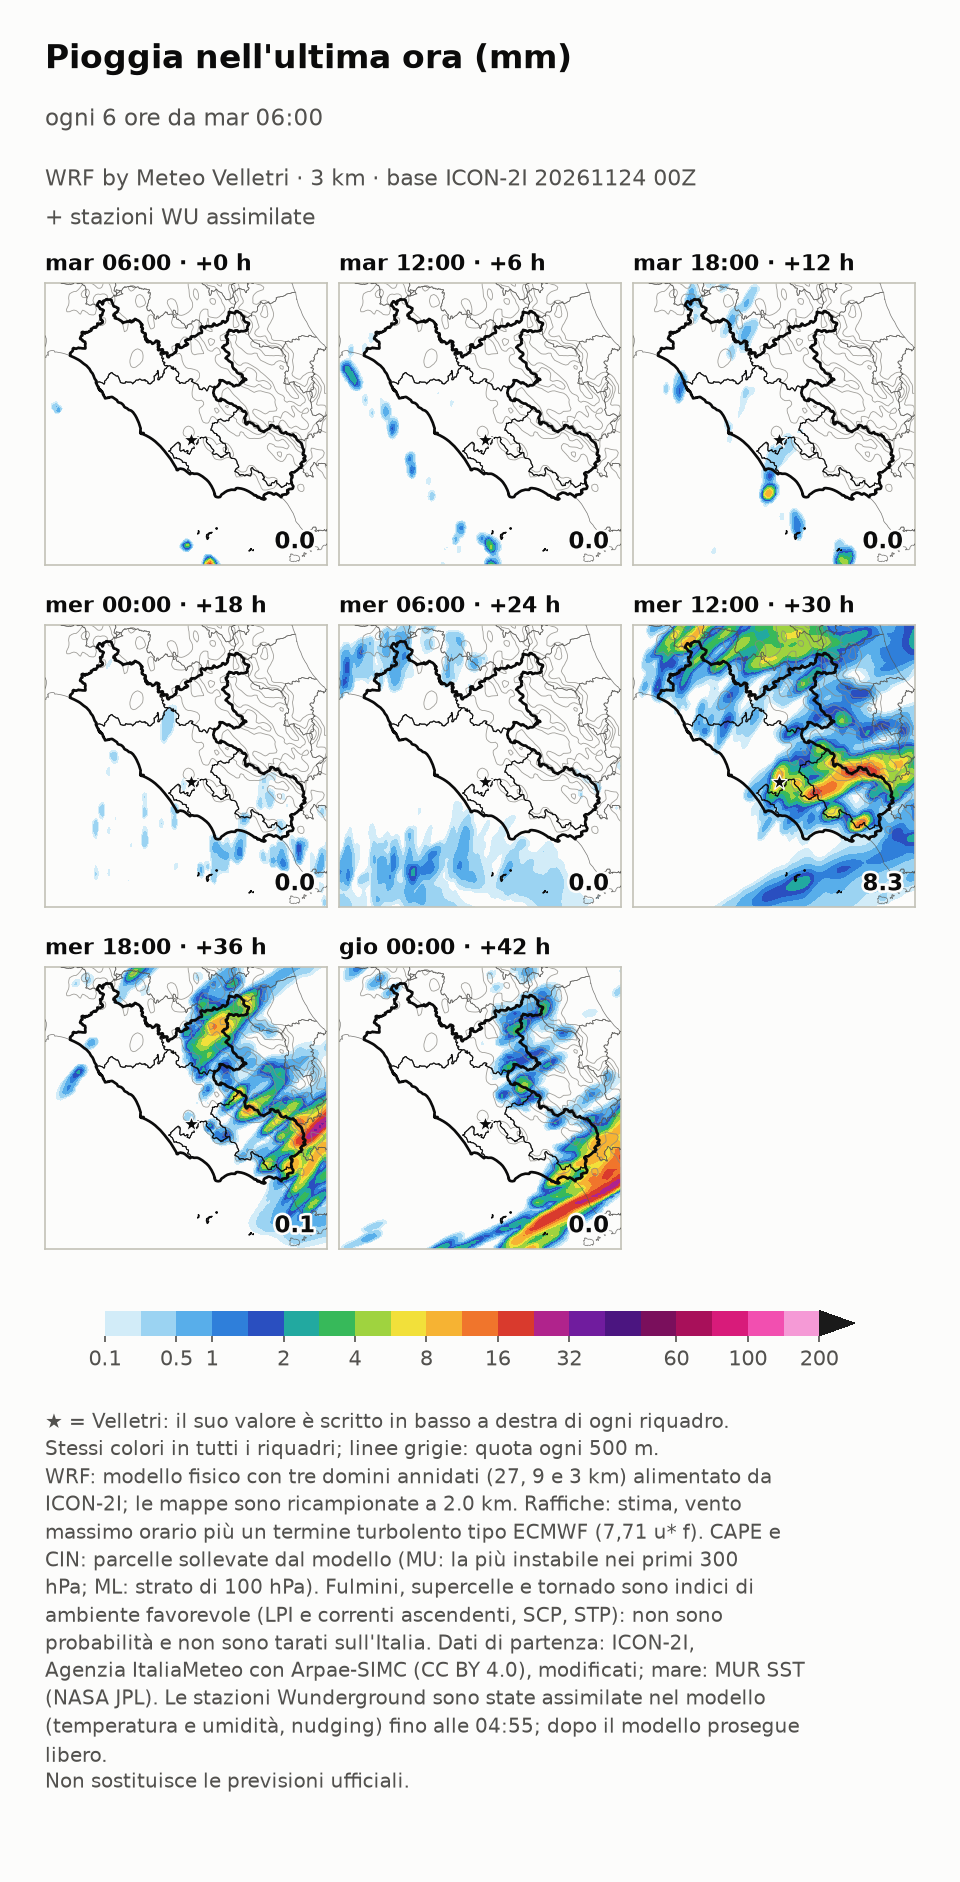 Pioggia nell'ultima ora (mm)
ogni 6 ore da mar 06:00
WRF by Meteo Velletri · 3 km · base ICON-2I 20261124 00Z
+ stazioni WU assimilate
mar 06:00 · +0 h
mar 12:00 · +6 h
mar 18:00 · +12 h
0.0
0.0
0.0
mer 00:00 · +18 h
mer 06:00 · +24 h
mer 12:00 · +30 h
0.0
0.0
8.3
mer 18:00 · +36 h
gio 00:00 · +42 h
0.1
0.0
0.1 0.5 1 2 4 8 16 32 60 100 200
★ = Velletri: il suo valore è scritto in basso a destra di ogni riquadro.
Stessi colori in tutti i riquadri; linee grigie: quota ogni 500 m.
WRF: modello fisico con tre domini annidati (27, 9 e 3 km) alimentato da
ICON-2I; le mappe sono ricampionate a 2.0 km. Raffiche: stima, vento
massimo orario più un termine turbolento tipo ECMWF (7,71 u* f). CAPE e
CIN: parcelle sollevate dal modello (MU: la più instabile nei primi 300
hPa; ML: strato di 100 hPa). Fulmini, supercelle e tornado sono indici di
ambiente favorevole (LPI e correnti ascendenti, SCP, STP): non sono
probabilità e non sono tarati sull'Italia. Dati di partenza: ICON-2I,
Agenzia ItaliaMeteo con Arpae-SIMC (CC BY 4.0), modificati; mare: MUR SST
(NASA JPL). Le stazioni Wunderground sono state assimilate nel modello
(temperatura e umidità, nudging) fino alle 04:55; dopo il modello prosegue
libero.
Non sostituisce le previsioni ufficiali.